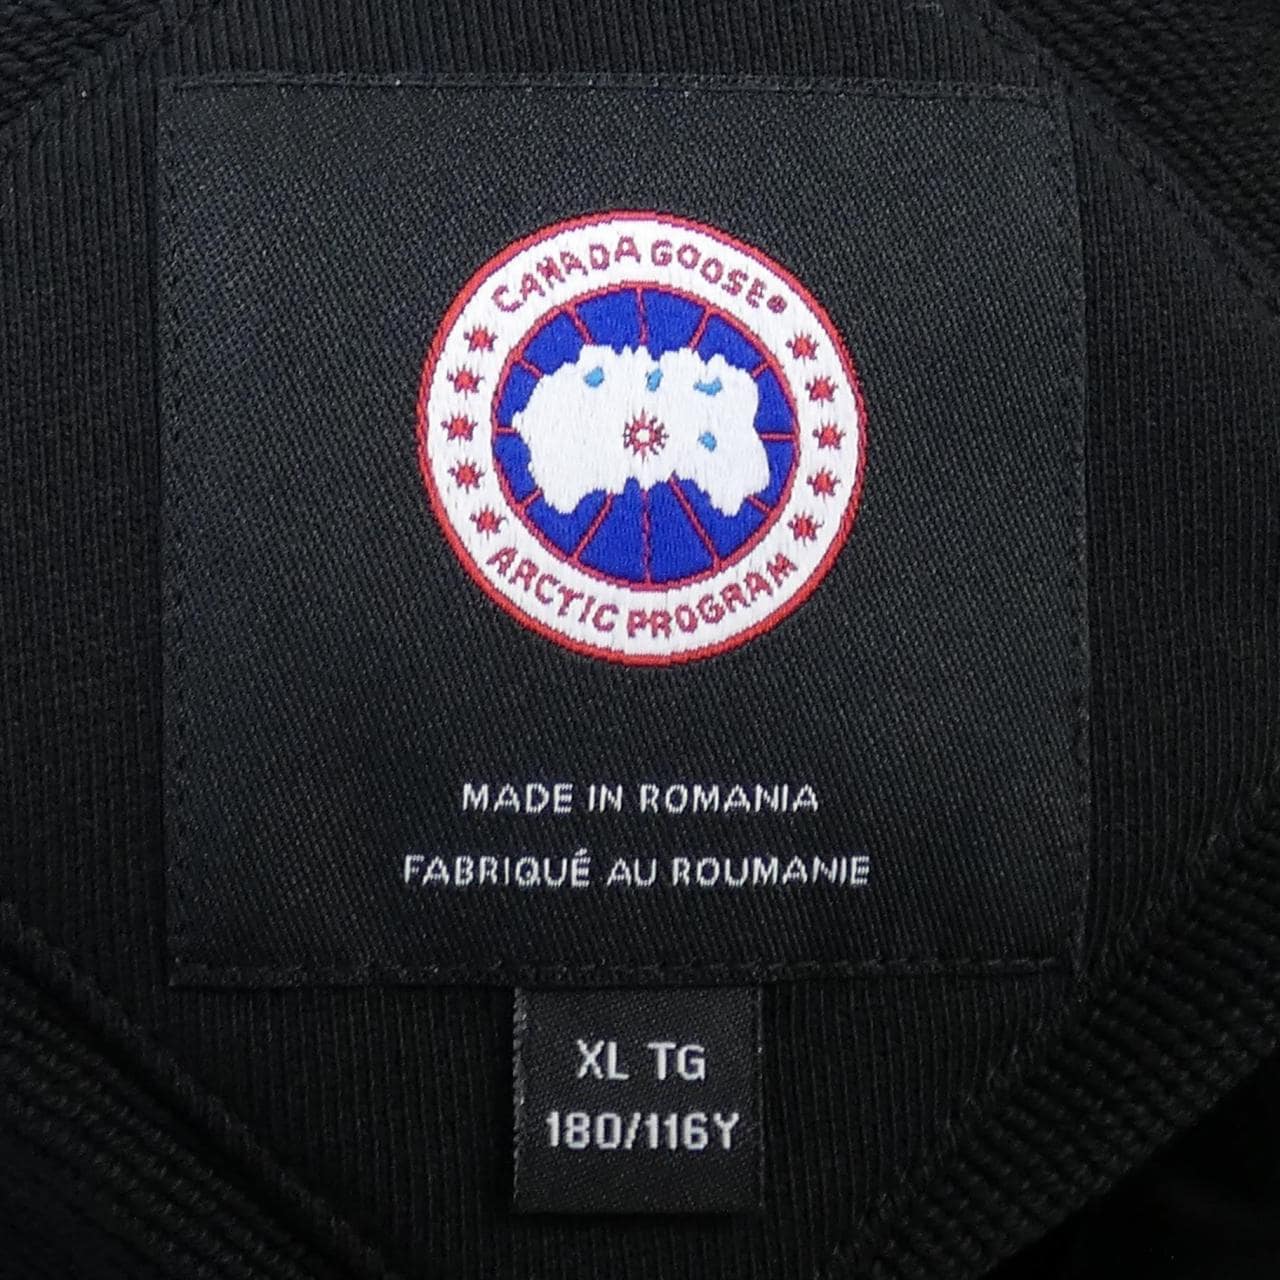 CANADA GOOSE®
ARCTIC PROGRAM
MADE IN ROMANIA
FABRIQUÉ AU ROUMANIE
XL TG
180/116Y